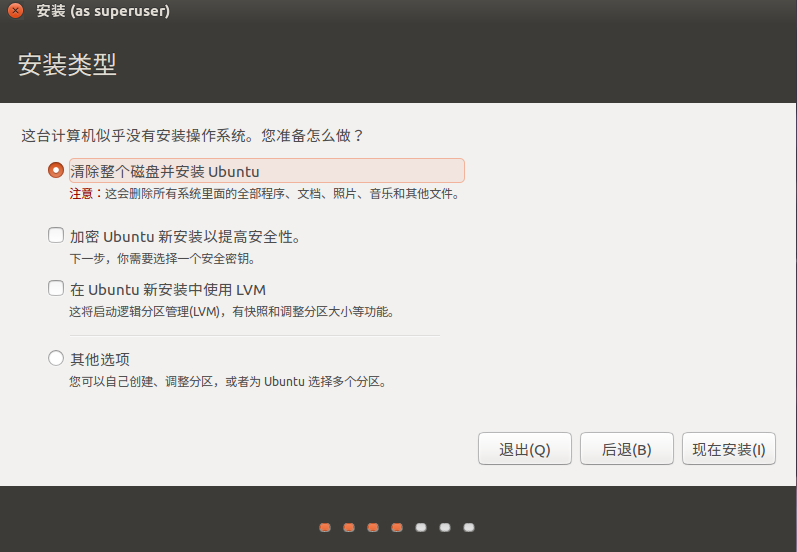 安装 (as superuser)
安装类型
这台计算机似乎没有安装操作系统。您准备怎么做？
清除整个磁盘并安装 Ubuntu
注意：这会删除所有系统里面的全部程序、文档、照片、音乐和其他文件。
加密 Ubuntu 新安装以提高安全性。
下一步，你需要选择一个安全密钥。
在 Ubuntu 新安装中使用 LVM
这将启动逻辑分区管理(LVM)，有快照和调整分区大小等功能。
其他选项
您可以自己创建、调整分区，或者为 Ubuntu 选择多个分区。
退出(Q)
后退(B)
现在安装(I)